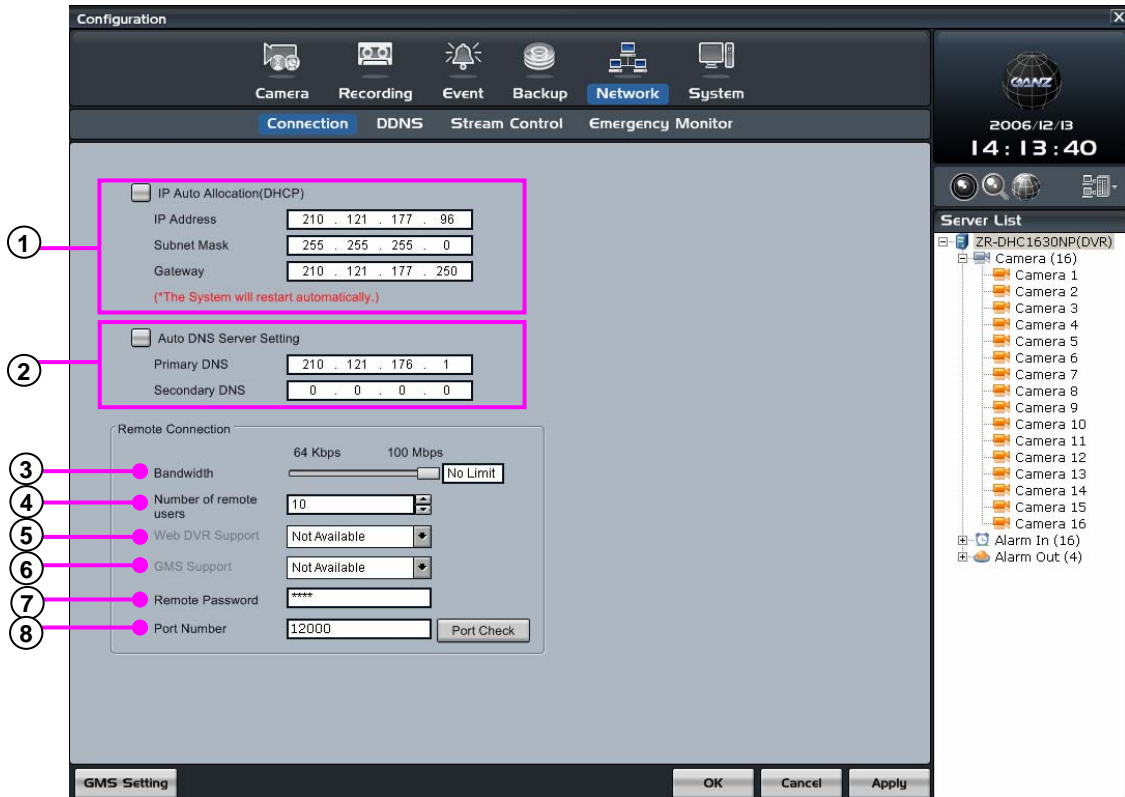 Configuration
X
Camera Recording Event Backup Network System
Connection DDNS Stream Control Emergency Monitor
GANZ
2006/12/13
14:13:40
1
IP Auto Allocation(DHCP)
IP Address 210 . 121 . 177 . 96
Subnet Mask 255 . 255 . 255 . 0
Gateway 210 . 121 . 177 . 250
(*The System will restart automatically.)
2
Auto DNS Server Setting
Primary DNS 210 . 121 . 176 . 1
Secondary DNS 0 . 0 . 0 . 0
Remote Connection
64 Kbps 100 Mbps
3 Bandwidth No Limit
4 Number of remote
users 10
5 Web DVR Support Not Available
6 GMS Support Not Available
7 Remote Password ****
8 Port Number 12000 Port Check
GMS Setting OK Cancel Apply
Server List
ZR-DHC1630NP(DVR)
Camera (16)
Camera 1
Camera 2
Camera 3
Camera 4
Camera 5
Camera 6
Camera 7
Camera 8
Camera 9
Camera 10
Camera 11
Camera 12
Camera 13
Camera 14
Camera 15
Camera 16
Alarm In (16)
Alarm Out (4)